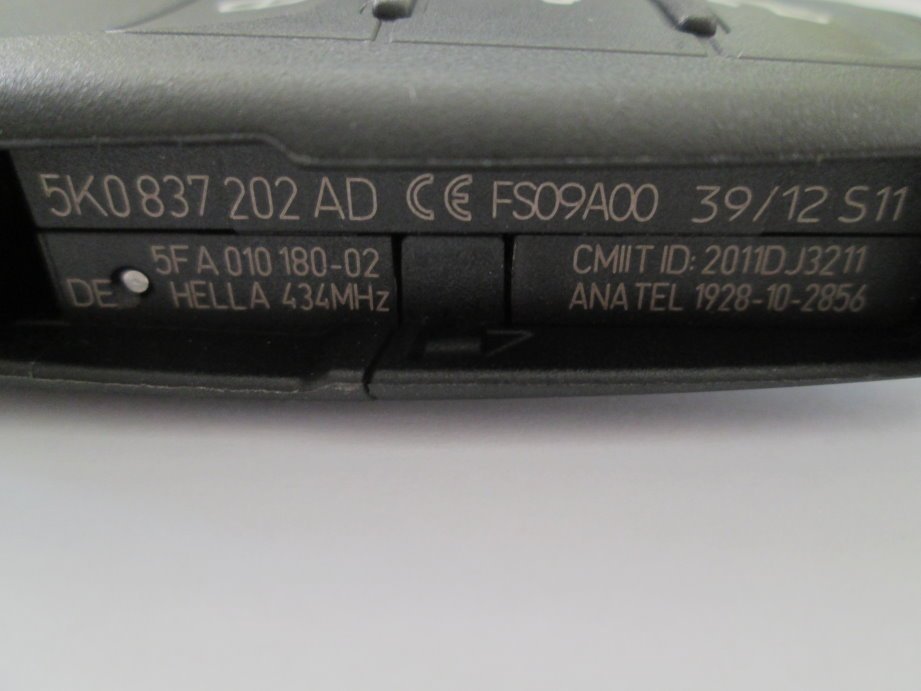 5K0 837 202 AD CE FS09A00 39/12 S11
5FA 010 180-02
DE HELLA 434MHz
CMIIT ID: 2011DJ3211
ANATEL 1928-10-2856